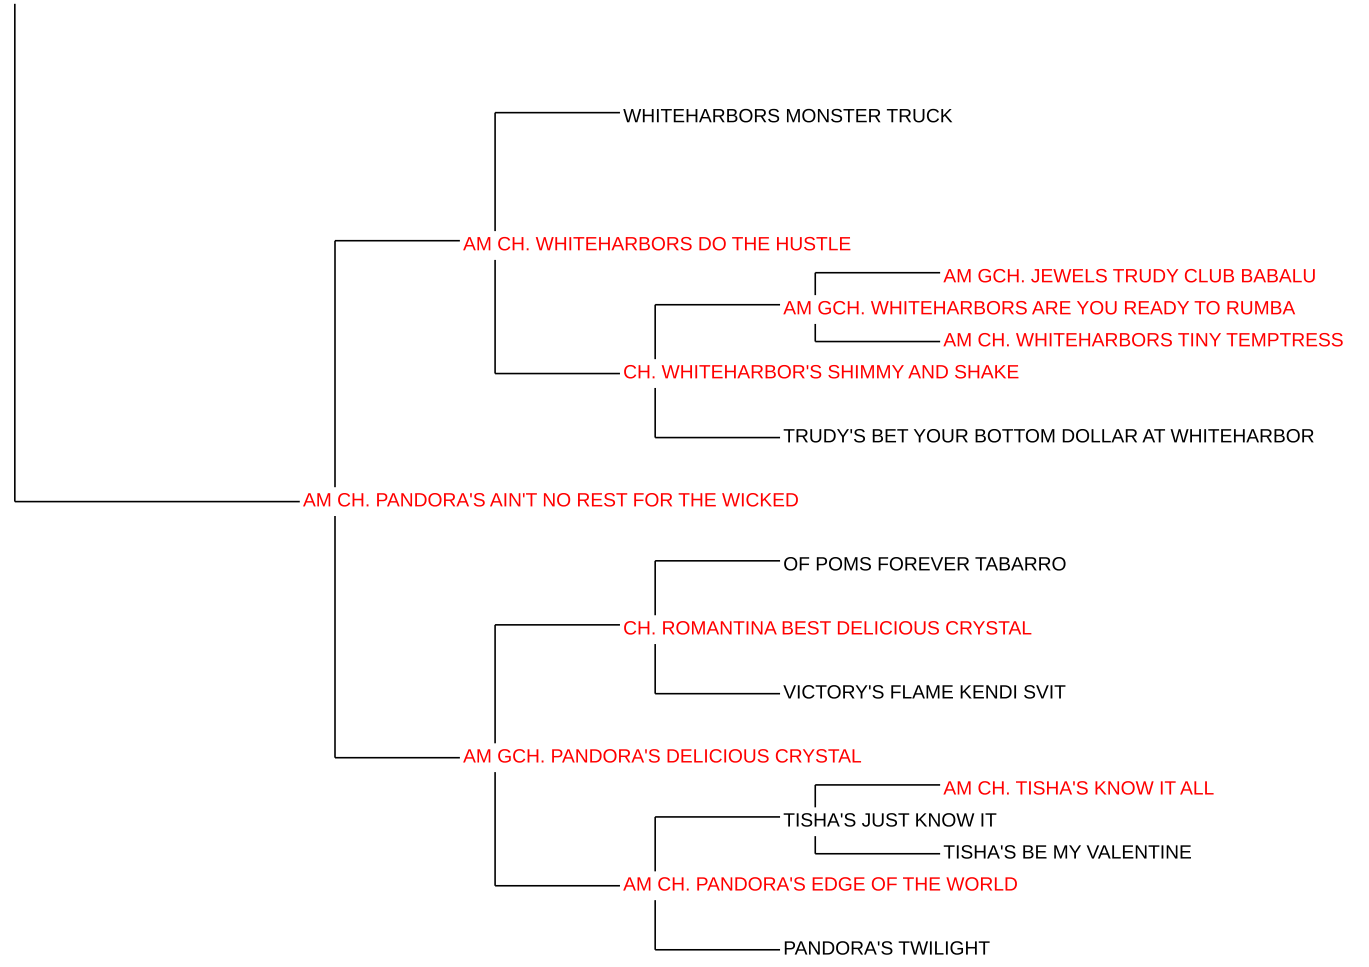 WHITEHARBORS MONSTER TRUCK
AM CH. WHITEHARBORS DO THE HUSTLE
AM GCH. JEWELS TRUDY CLUB BABALU
AM GCH. WHITEHARBORS ARE YOU READY TO RUMBA
AM CH. WHITEHARBORS TINY TEMPTRESS
CH. WHITEHARBOR'S SHIMMY AND SHAKE
TRUDY'S BET YOUR BOTTOM DOLLAR AT WHITEHARBOR
AM CH. PANDORA'S AIN'T NO REST FOR THE WICKED
OF POMS FOREVER TABARRO
CH. ROMANTINA BEST DELICIOUS CRYSTAL
VICTORY'S FLAME KENDI SVIT
AM GCH. PANDORA'S DELICIOUS CRYSTAL
AM CH. TISHA'S KNOW IT ALL
TISHA'S JUST KNOW IT
TISHA'S BE MY VALENTINE
AM CH. PANDORA'S EDGE OF THE WORLD
PANDORA'S TWILIGHT